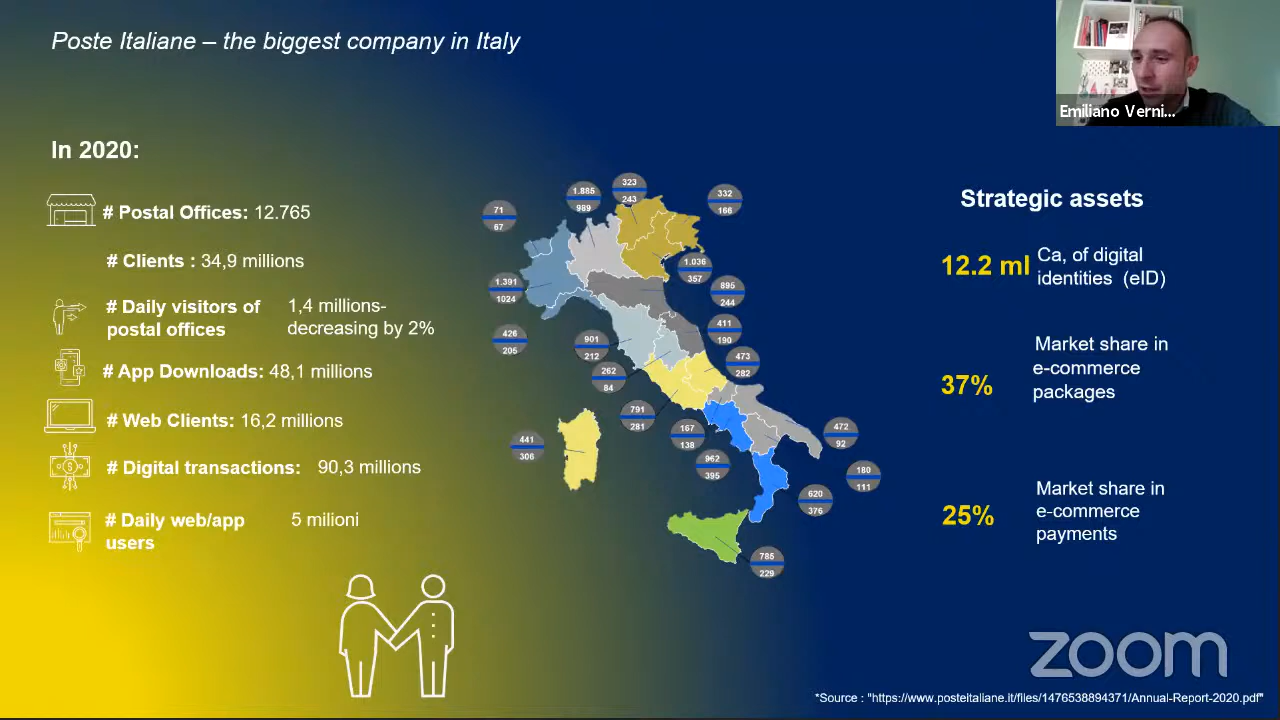 Poste Italiane – the biggest company in Italy
Emiliano Verni...
In 2020:
# Postal Offices: 12.765
# Clients : 34,9 millions
# Daily visitors of
postal offices
1,4 millions-
decreasing by 2%
# App Downloads: 48,1 millions
# Web Clients: 16,2 millions
# Digital transactions: 90,3 millions
# Daily web/app
users
5 milioni
71
67
1.885
989
323
243
332
166
1.391
1024
1.036
357
895
244
426
205
901
212
411
190
262
84
473
282
791
281
167
138
441
306
962
395
472
92
180
111
620
376
785
229
Strategic assets
12.2 ml
Ca, of digital
identities (eID)
37%
Market share in
e-commerce
packages
25%
Market share in
e-commerce
payments
zoom
*Source : "https://www.posteitaliane.it/files/1476538894371/Annual-Report-2020.pdf"